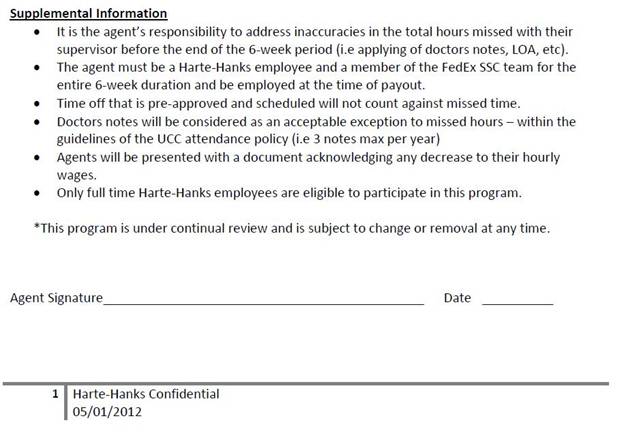 Supplemental Information
• It is the agent's responsibility to address inaccuracies in the total hours missed with their
supervisor before the end of the 6-week period (i.e applying of doctors notes, LOA, etc).
• The agent must be a Harte-Hanks employee and a member of the FedEx SSC team for the
entire 6-week duration and be employed at the time of payout.
• Time off that is pre-approved and scheduled will not count against missed time.
• Doctors notes will be considered as an acceptable exception to missed hours – within the
guidelines of the UCC attendance policy (i.e 3 notes max per year)
• Agents will be presented with a document acknowledging any decrease to their hourly
wages.
• Only full time Harte-Hanks employees are eligible to participate in this program.
*This program is under continual review and is subject to change or removal at any time.
Agent Signature____________________ Date ________
1 Harte-Hanks Confidential
05/01/2012